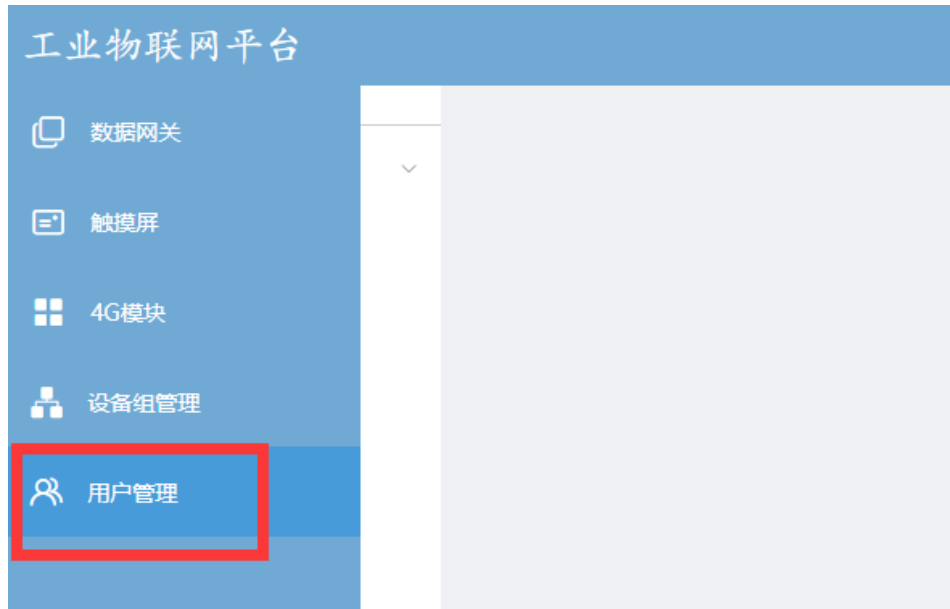 工业物联网平台
数据网关
触摸屏
4G模块
设备组管理
用户管理